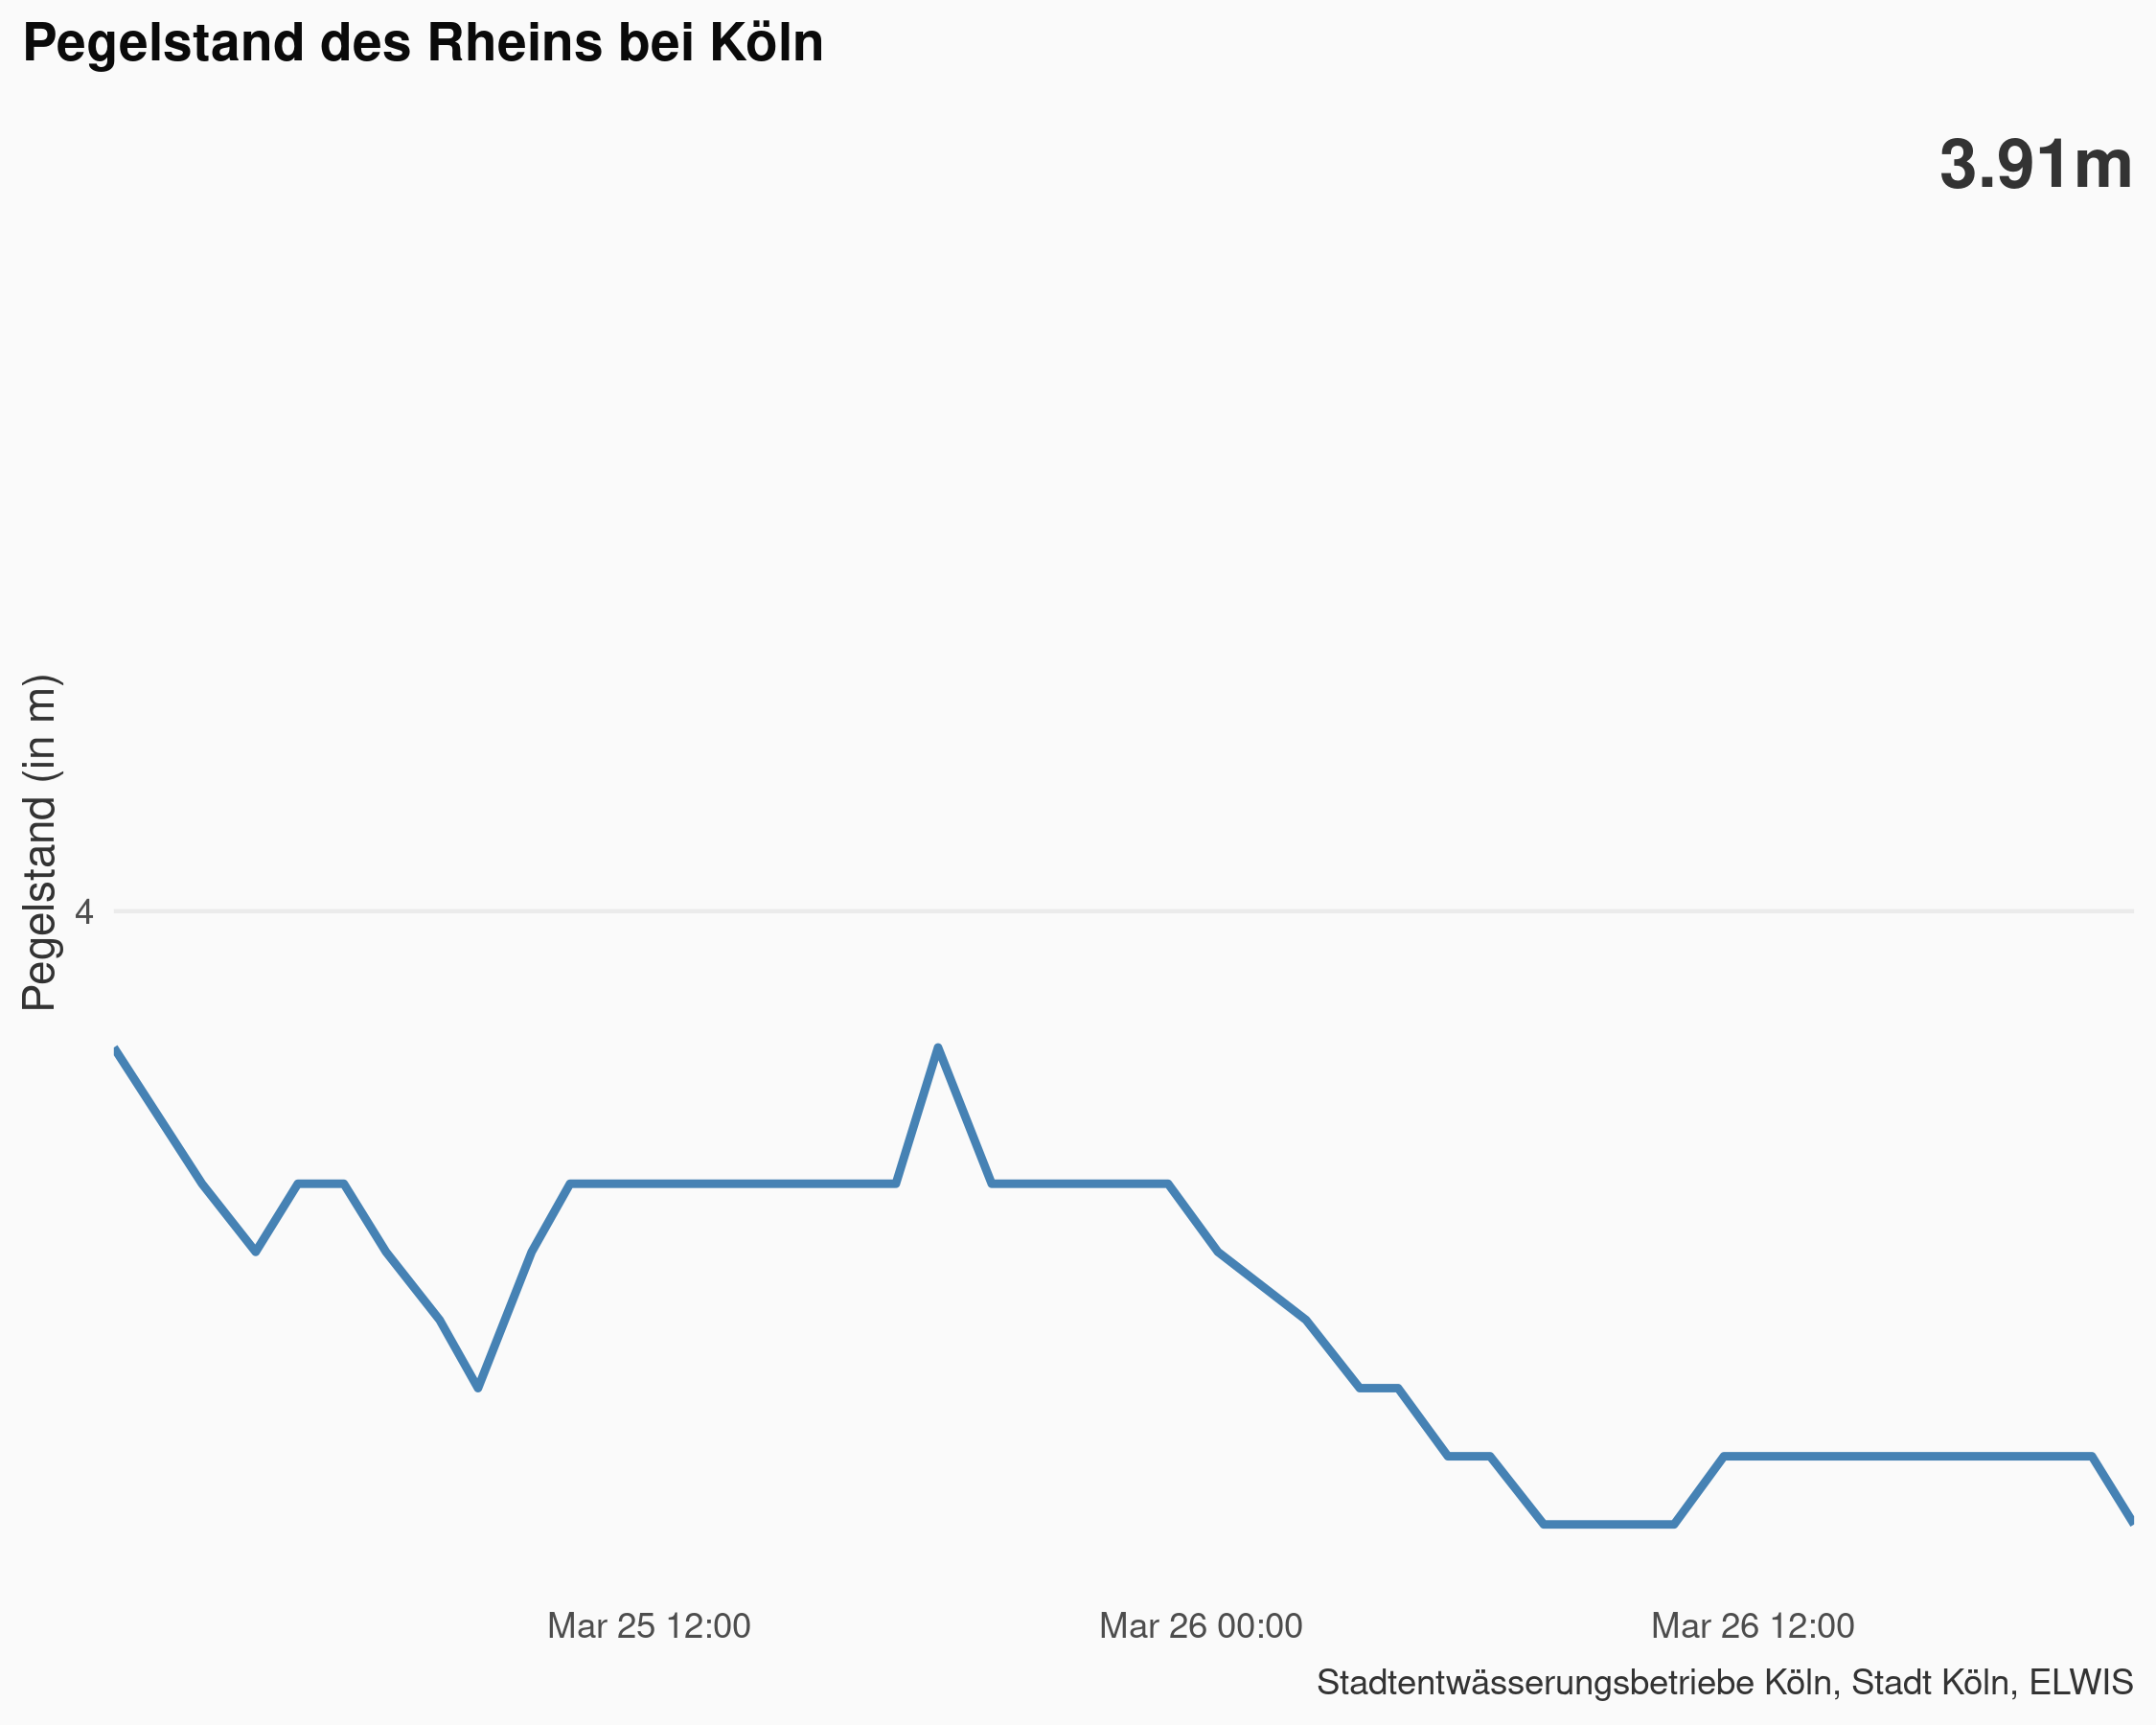 Pegelstand des Rheins bei Köln
3.91m
Pegelstand (in m)
4
Mar 25 12:00
Mar 26 00:00
Mar 26 12:00
Stadtentwässerungsbetriebe Köln, Stadt Köln, ELWIS